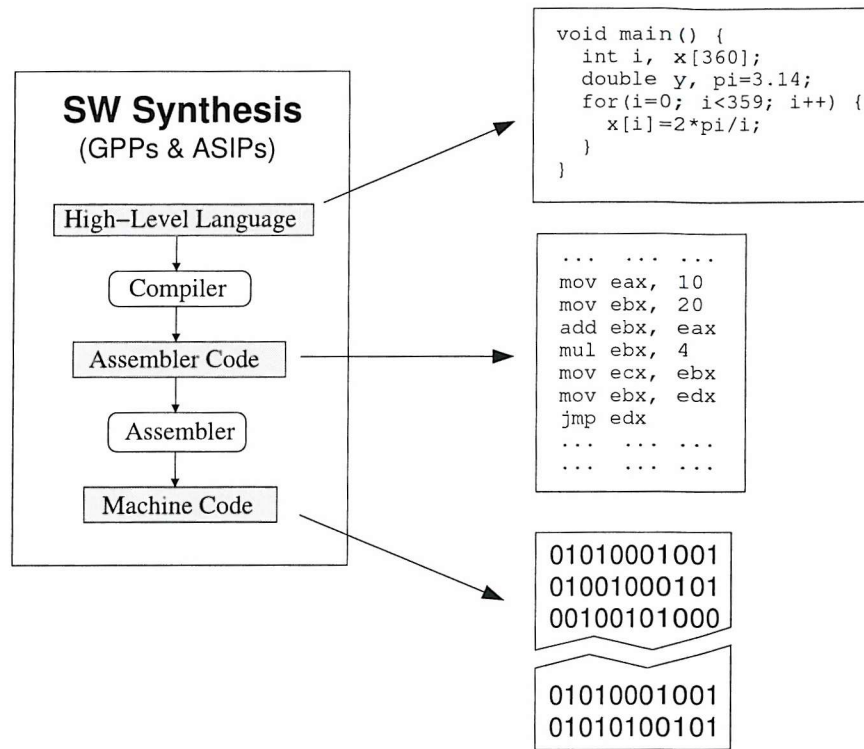 SW Synthesis
(GPPs & ASIPs)
High–Level Language
Compiler
Assembler Code
Assembler
Machine Code
void main() {
int i, x[360];
double y, pi=3.14;
for(i=0; i<359; i++) {
x[i]=2*pi/i;
}
}
... ... ...
mov eax, 10
mov ebx, 20
add ebx, eax
mul ebx, 4
mov ecx, ebx
mov ebx, edx
jmp edx
... ... ...
... ... ...
01010001001
01001000101
00100101000
01010001001
01010100101